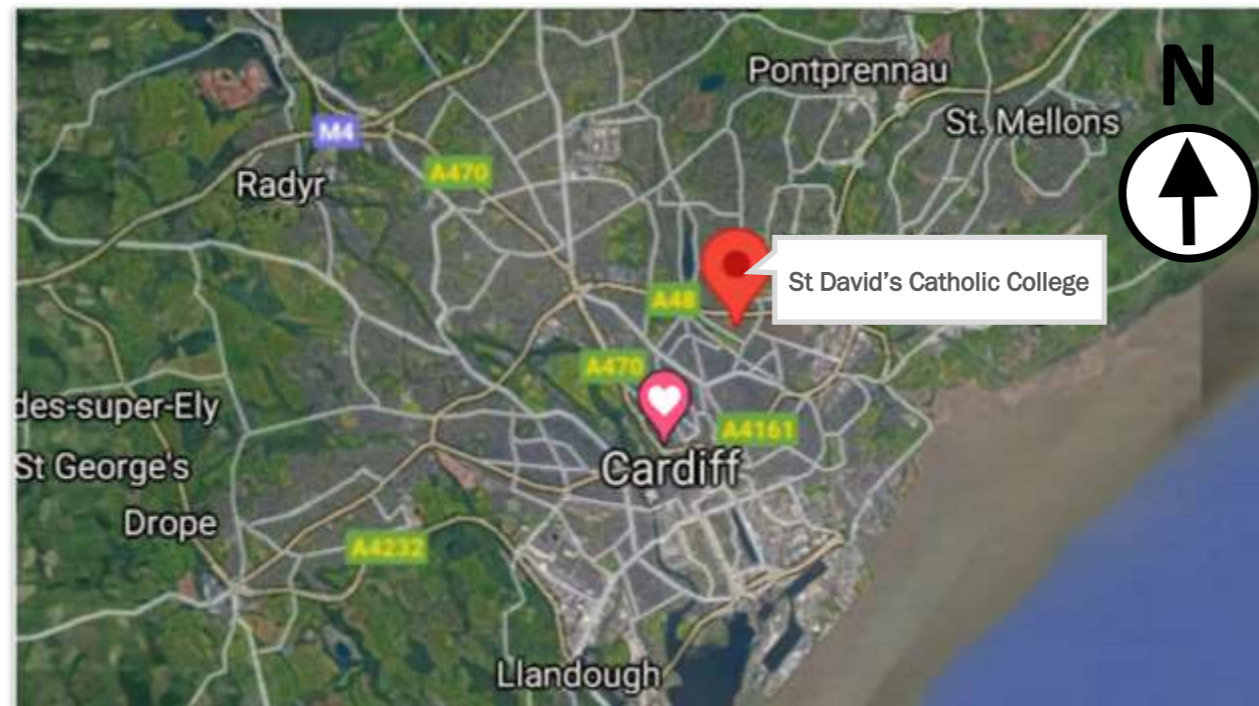 Pontprennau
N
St. Mellons
M4
A470
Radyr
St David's Catholic College
A48
A470
des-super-Ely
A4161
Cardiff
St George's
Drope
A4232
Llandough